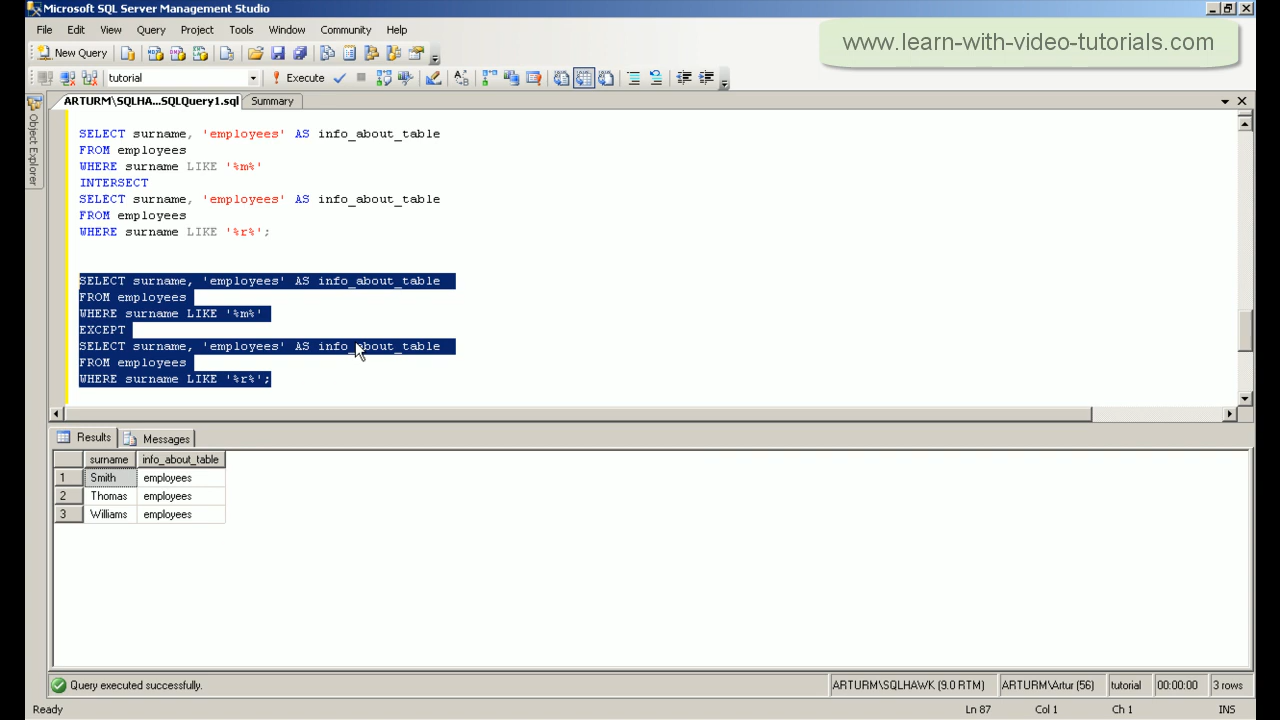 Microsoft SQL Server Management Studio
File Edit View Query Project Tools Window Community Help
www.learn-with-video-tutorials.com
New Query
tutorial Execute
ARTURM\SQLHA...SQLQuery1.sql Summary
Object Explorer
SELECT surname, 'employees' AS info_about_table
FROM employees
WHERE surname LIKE '%m%'
INTERSECT
SELECT surname, 'employees' AS info_about_table
FROM employees
WHERE surname LIKE '%r%';
SELECT surname, 'employees' AS info_about_table
FROM employees
WHERE surname LIKE '%m%'
EXCEPT
SELECT surname, 'employees' AS info_about_table
FROM employees
WHERE surname LIKE '%r%';
Results Messages
surname info_about_table
1 Smith employees
2 Thomas employees
3 Williams employees
Query executed successfully. ARTURM\SQLHAWK (9.0 RTM) ARTURM\Artur (56) tutorial 00:00:00 3 rows
Ready Ln 87 Col 1 Ch 1 INS